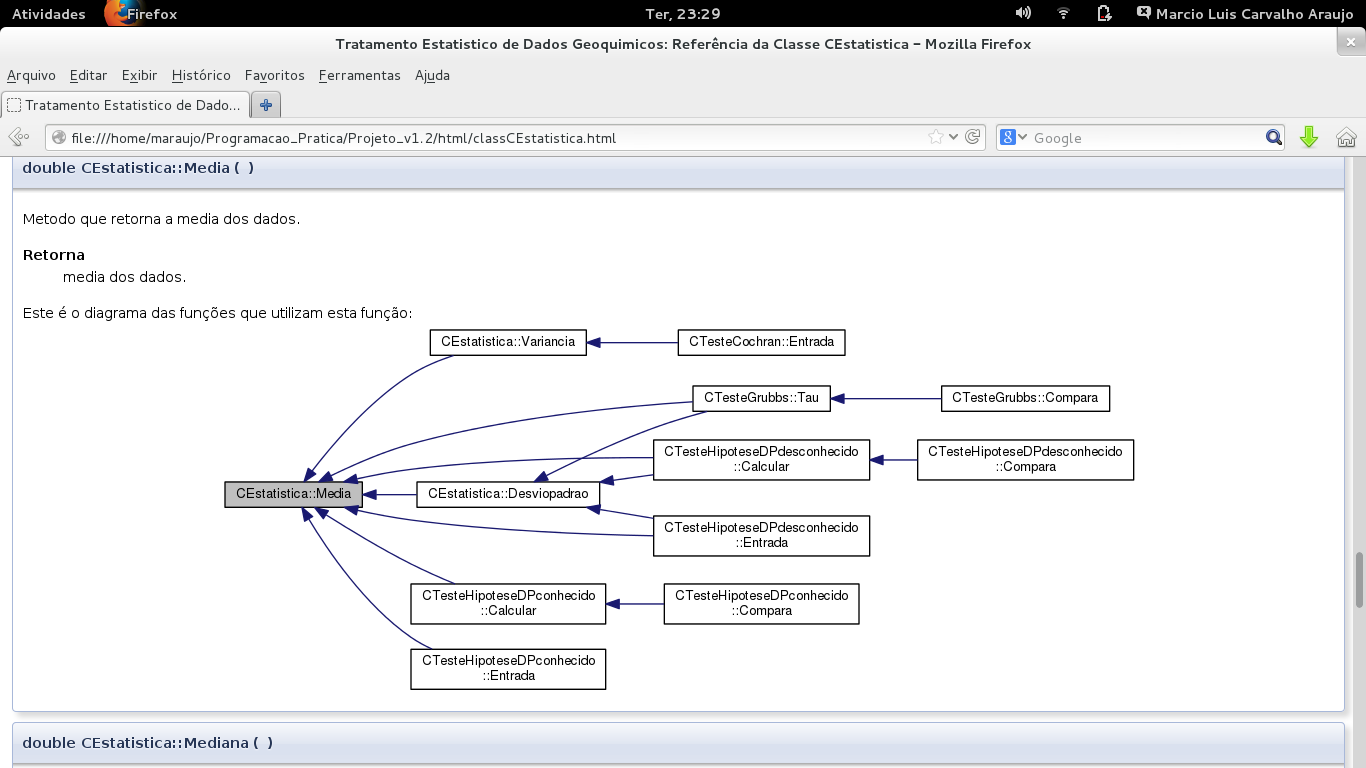 Atividades Firefox Ter, 23:29 Marcio Luis Carvalho Araujo
Tratamento Estatistico de Dados Geoquimicos: Referência da Classe CEstatistica - Mozilla Firefox
Arquivo Editar Exibir Histórico Favoritos Ferramentas Ajuda
Tratamento Estatistico de Dado...
file:///home/maraujo/Programacao_Pratica/Projeto_v1.2/html/classCEstatistica.html
Google
double CEstatistica::Media ( )
Metodo que retorna a media dos dados.
Retorna
media dos dados.
Este é o diagrama das funções que utilizam esta função:
CEstatistica::Variancia
CTesteCochran::Entrada
CTesteGrubbs::Tau
CTesteGrubbs::Compara
CTesteHipoteseDPdesconhecido
::Calcular
CTesteHipoteseDPdesconhecido
::Compara
CEstatistica::Media
CEstatistica::Desviopadrao
CTesteHipoteseDPdesconhecido
::Entrada
CTesteHipoteseDPconhecido
::Calcular
CTesteHipoteseDPconhecido
::Compara
CTesteHipoteseDPconhecido
::Entrada
double CEstatistica::Mediana ( )